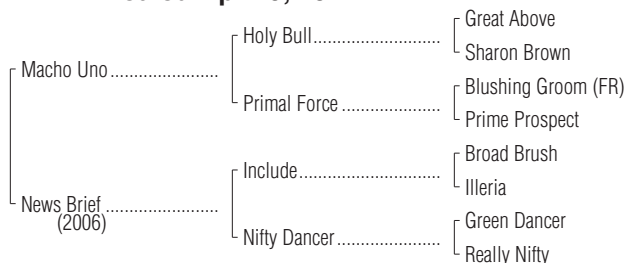 Holy Bull
Great Above
Sharon Brown
Macho Uno
Primal Force
Blushing Groom (FR)
Prime Prospect
Include
Broad Brush
Illeria
News Brief
(2006)
Nifty Dancer
Green Dancer
Really Nifty